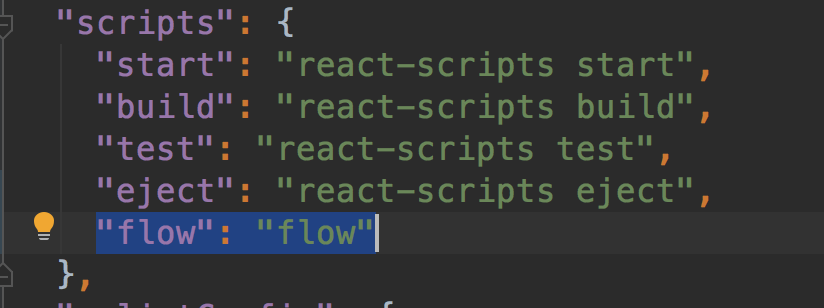 "scripts": {
"start": "react-scripts start",
"build": "react-scripts build",
"test": "react-scripts test",
"eject": "react-scripts eject",
"flow": "flow"
},